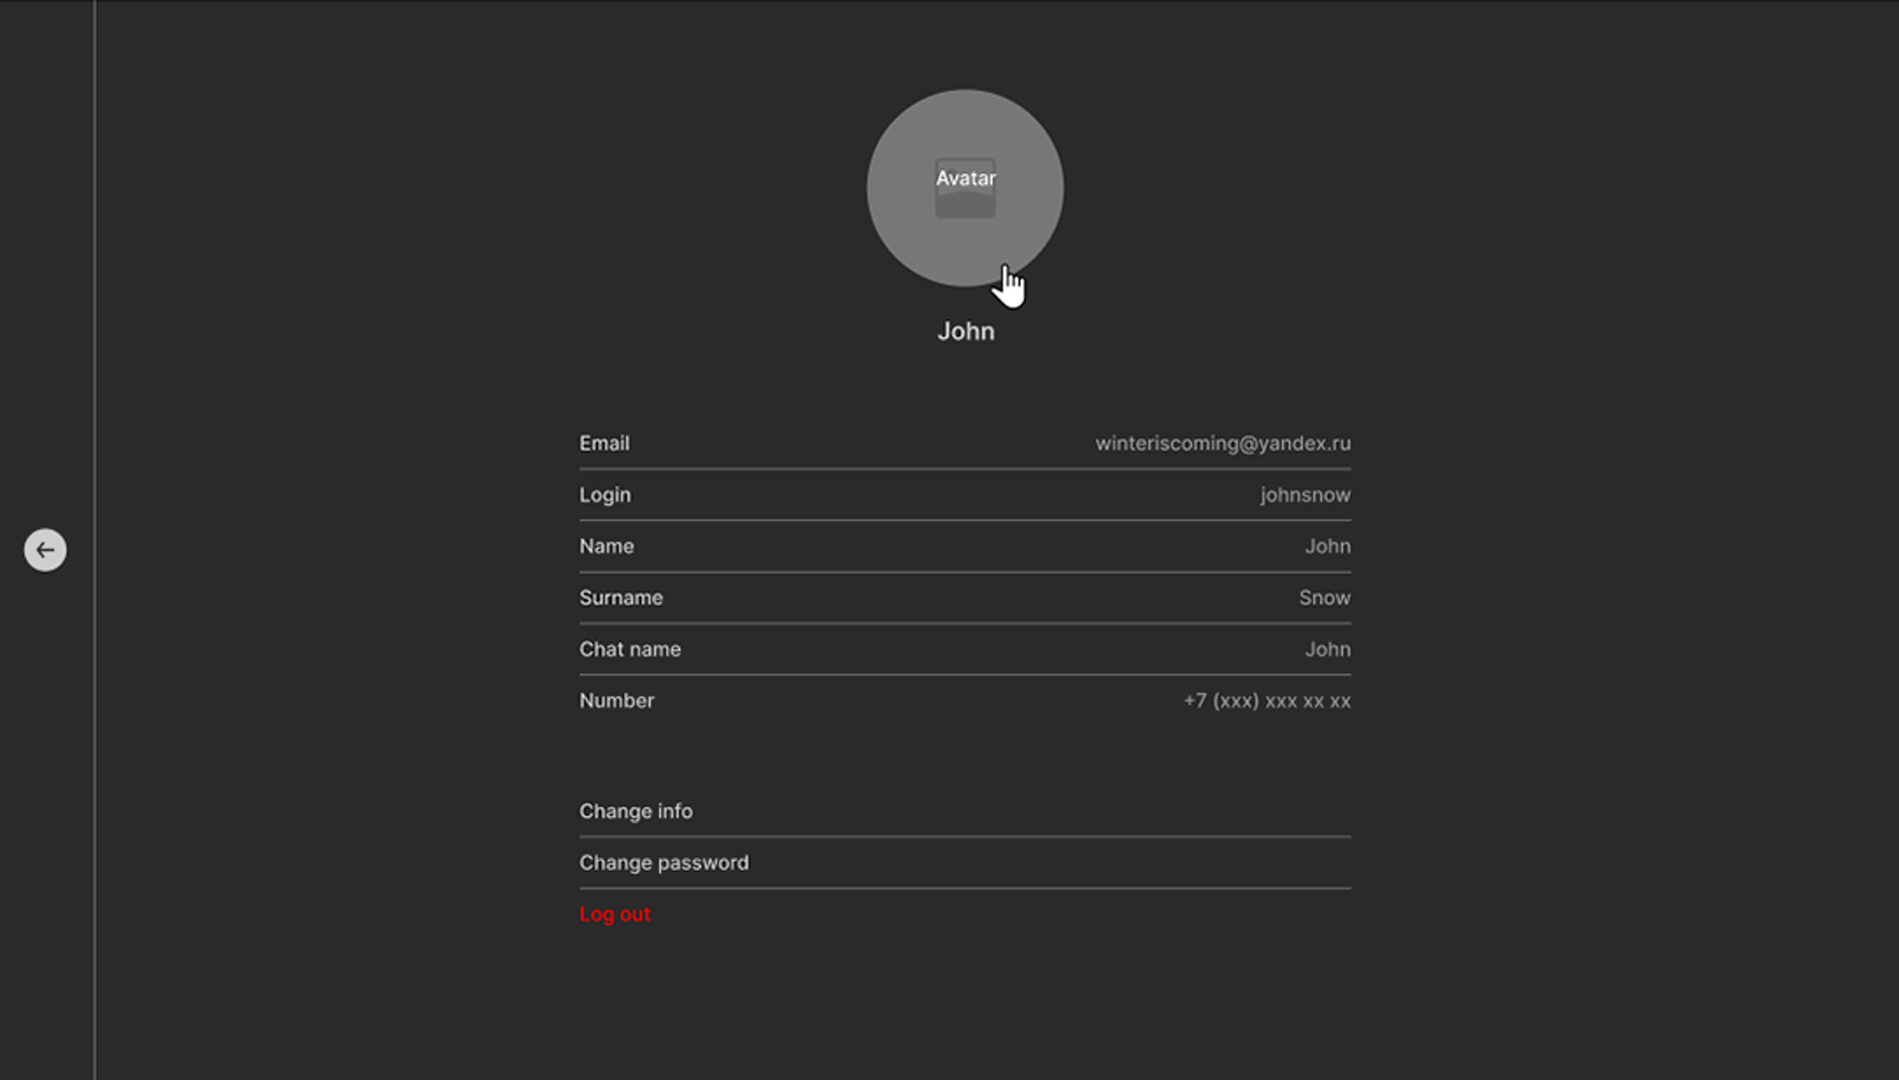 Avatar
John
Email winteriscoming@yandex.ru
Login johnsnow
Name John
Surname Snow
Chat name John
Number +7 (xxx) xxx xx xx
Change info
Change password
Log out